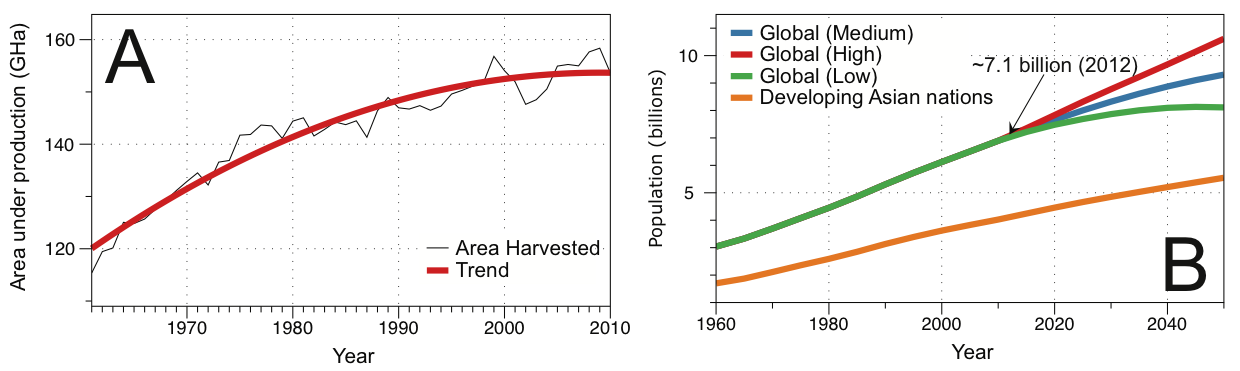 A
Area under production (GHa)
160
140
120
Area Harvested
Trend
1970
1980
1990
2000
2010
Year
Global (Medium)
Global (High)
Global (Low)
Developing Asian nations
~7.1 billion (2012)
Population (billions)
10
5
B
1960
1980
2000
2020
2040
Year